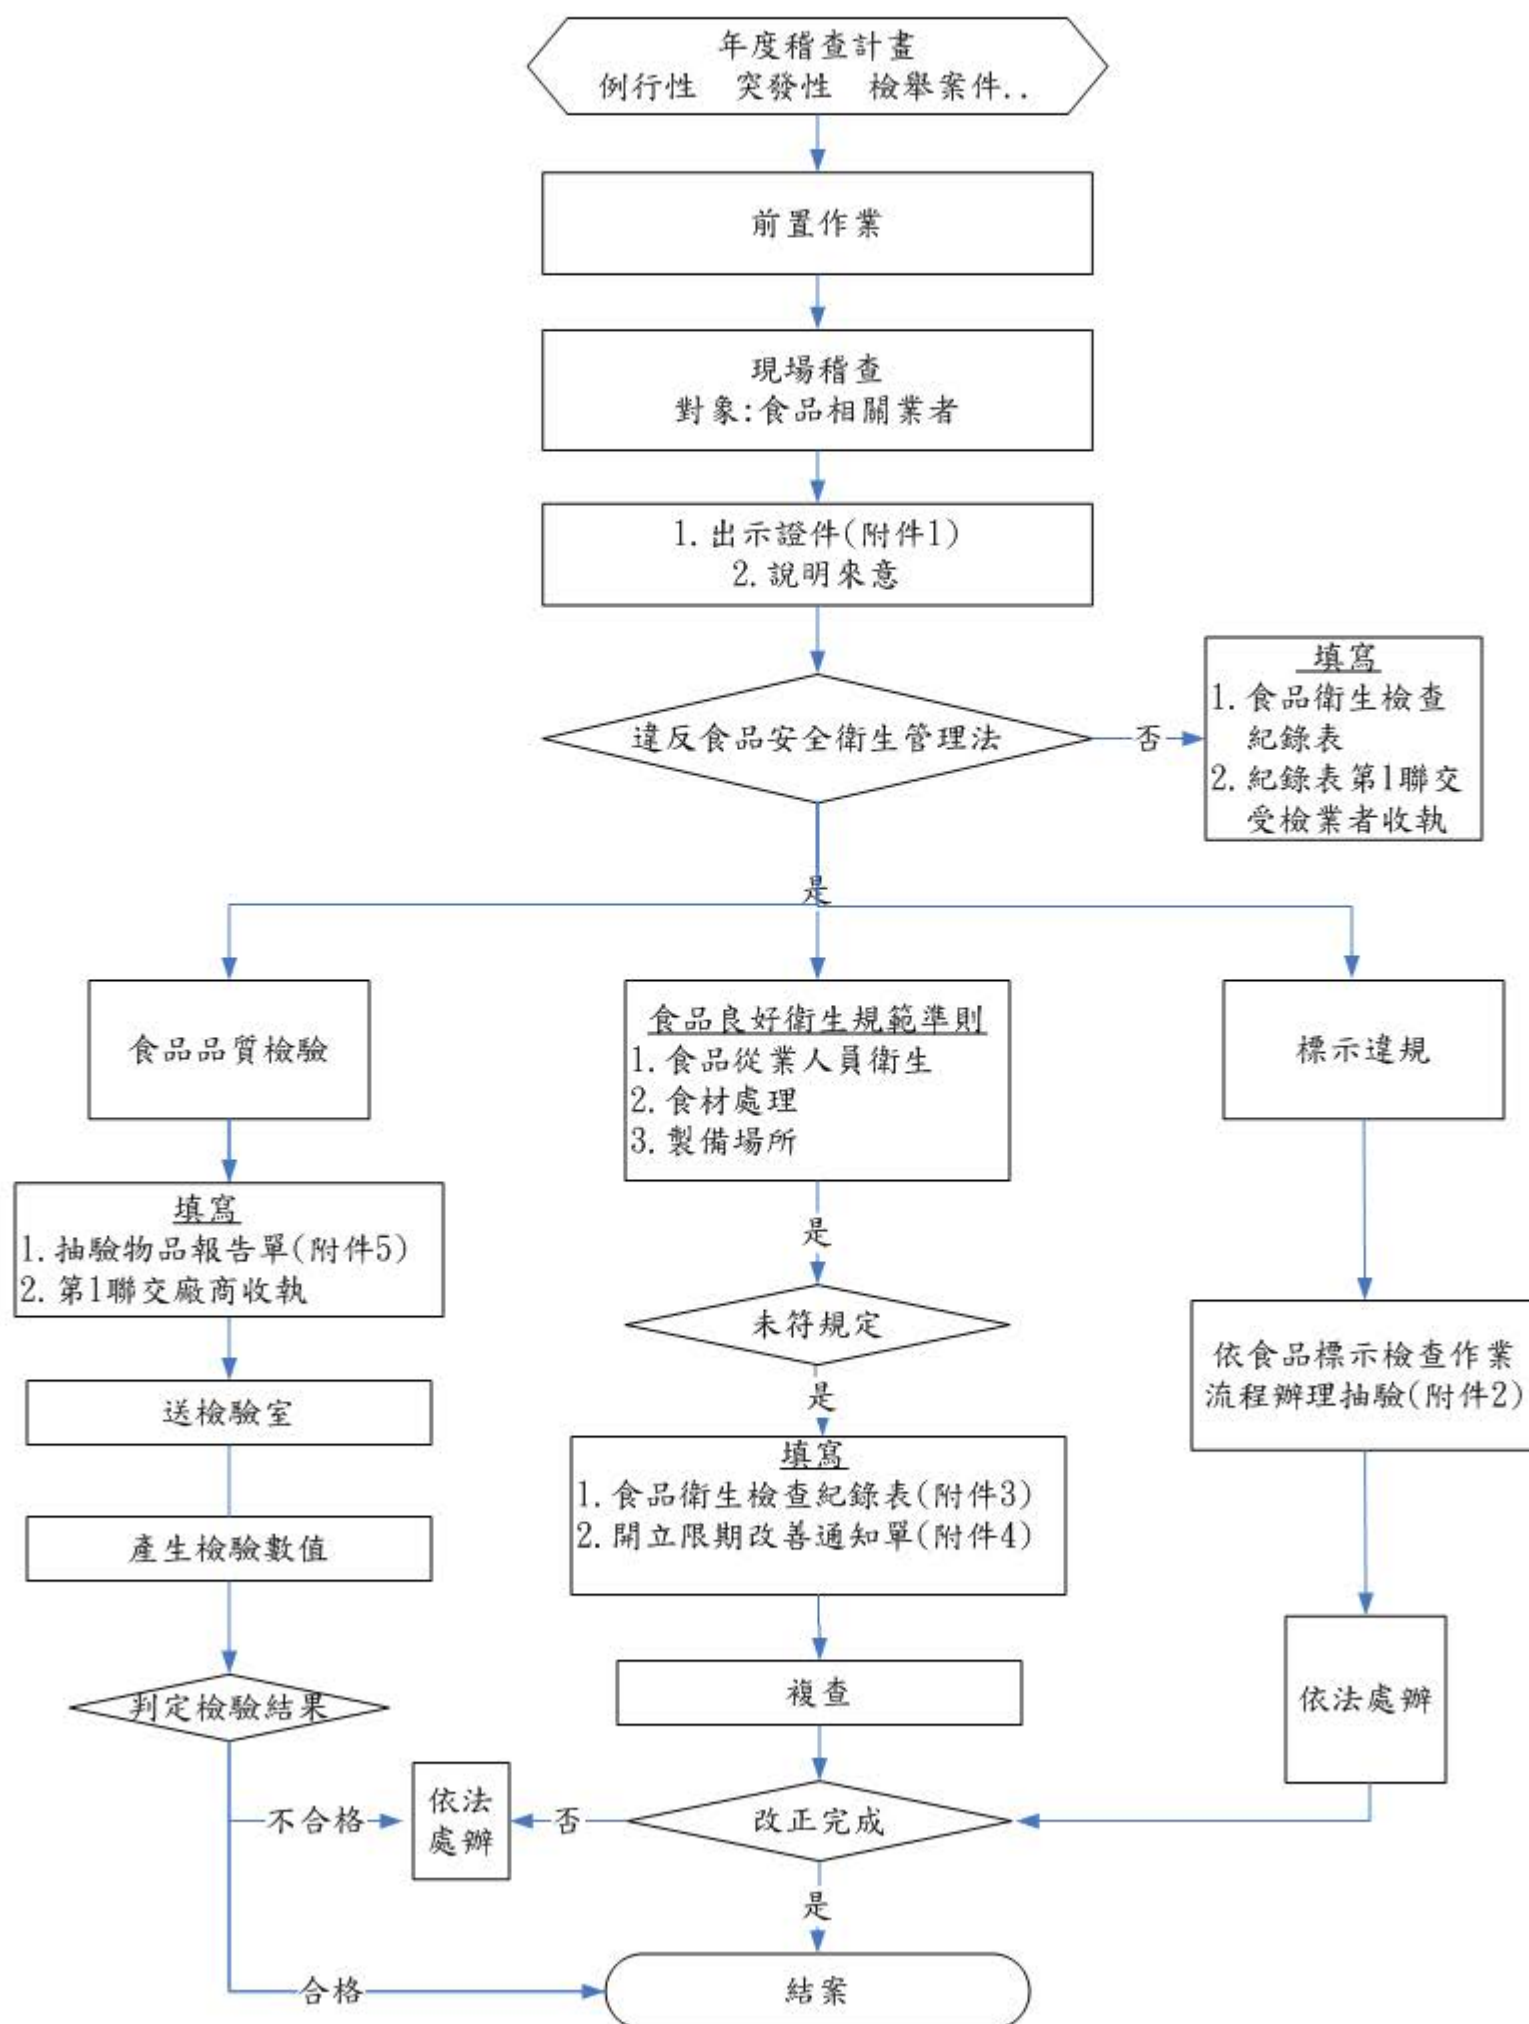 年度稽查計畫
例行性 突發性 檢舉案件..
前置作業
現場稽查
對象:食品相關業者
1.出示證件(附件1)
2.說明來意
違反食品安全衛生管理法
否
填寫
1.食品衛生檢查
紀錄表
2.紀錄表第1聯交
受檢業者收執
是
食品品質檢驗
填寫
1.抽驗物品報告單(附件5)
2.第1聯交廠商收執
送檢驗室
產生檢驗數值
判定檢驗結果
不合格
依法
處辦
合格
食品良好衛生規範準則
1.食品從業人員衛生
2.食材處理
3.製備場所
是
未符規定
是
填寫
1.食品衛生檢查紀錄表(附件3)
2.開立限期改善通知單(附件4)
複查
改正完成
否
是
結案
標示違規
依食品標示檢查作業
流程辦理抽驗(附件2)
依法處辦